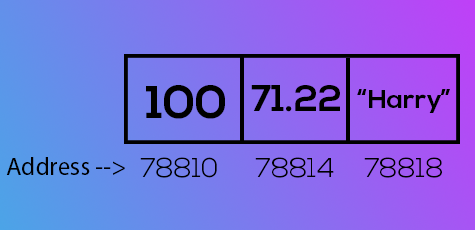 100 71.22 “Harry”
Address --> 78810 78814 78818